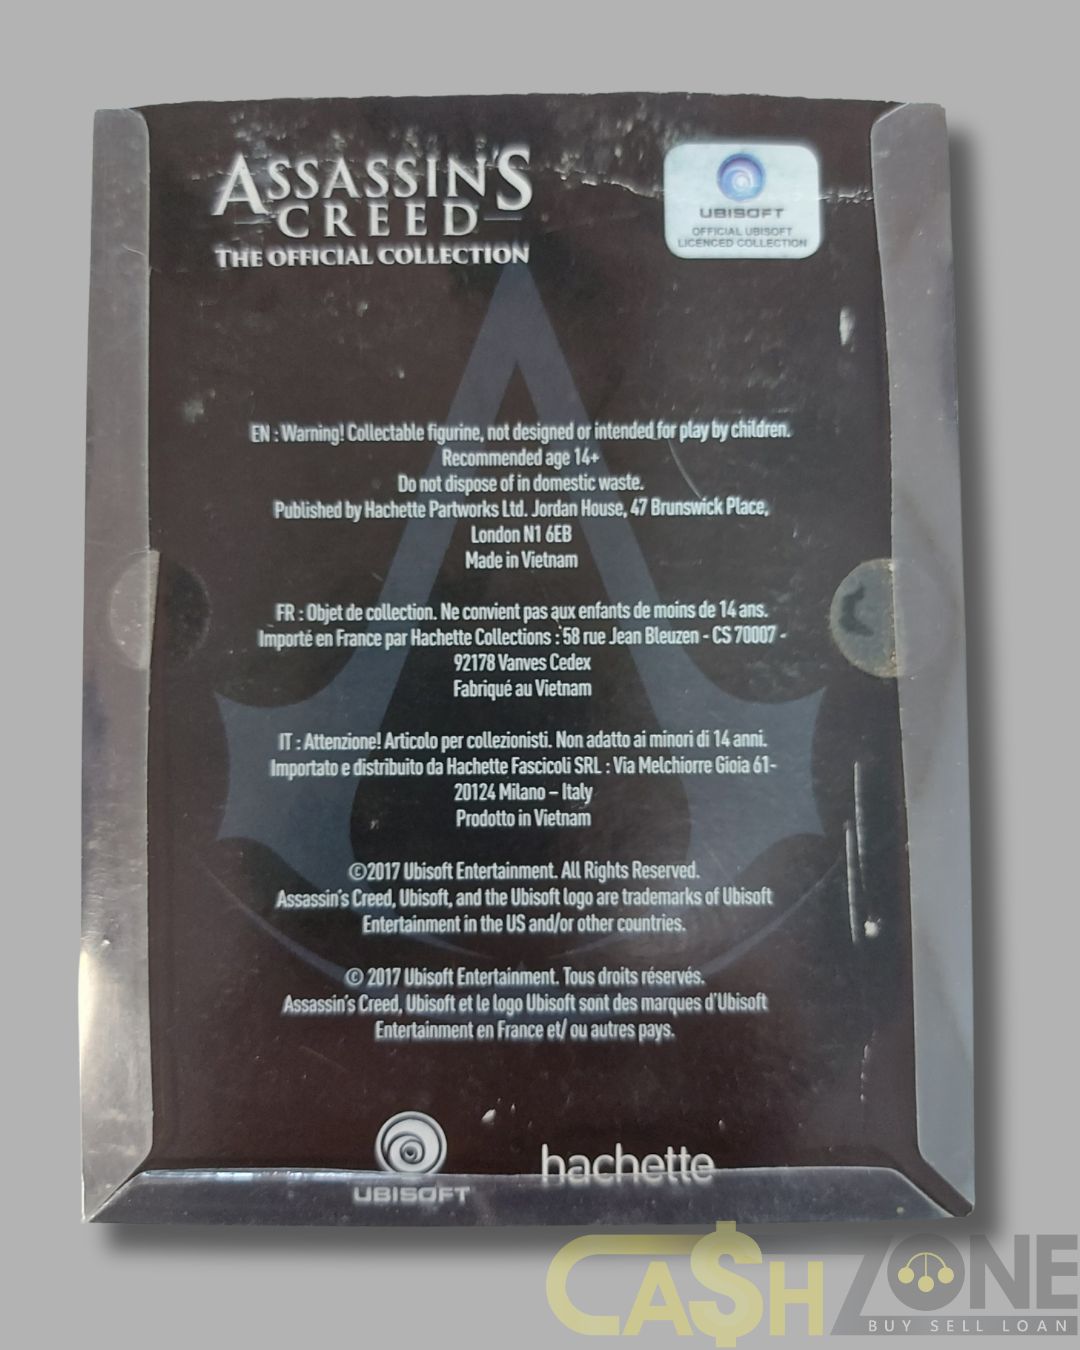 ASSASSIN'S
CREED
THE OFFICIAL COLLECTION
UBISOFT
OFFICIAL UBISOFT
LICENCED COLLECTION
EN : Warning! Collectable figurine, not designed or intended for play by children.
Recommended age 14+
Do not dispose of in domestic waste.
Published by Hachette Partworks Ltd. Jordan House, 47 Brunswick Place,
London N1 6EB
Made in Vietnam
FR : Objet de collection. Ne convient pas aux enfants de moins de 14 ans.
Importé en France par Hachette Collections : 58 rue Jean Bleuzen - CS 70007 -
92178 Vanves Cedex
Fabriqué au Vietnam
IT : Attenzione! Articolo per collezionisti. Non adatto ai minori di 14 anni.
Importato e distribuito da Hachette Fascicoli SRL : Via Melchiorre Gioia 61-
20124 Milano – Italy
Prodotto in Vietnam
©2017 Ubisoft Entertainment. All Rights Reserved.
Assassin's Creed, Ubisoft, and the Ubisoft logo are trademarks of Ubisoft
Entertainment in the US and/or other countries.
© 2017 Ubisoft Entertainment. Tous droits réservés.
Assassin's Creed, Ubisoft et le logo Ubisoft sont des marques d'Ubisoft
Entertainment en France et/ ou autres pays.
UBISOFT
hachette
CA$H ZONE
BUY SELL LOAN